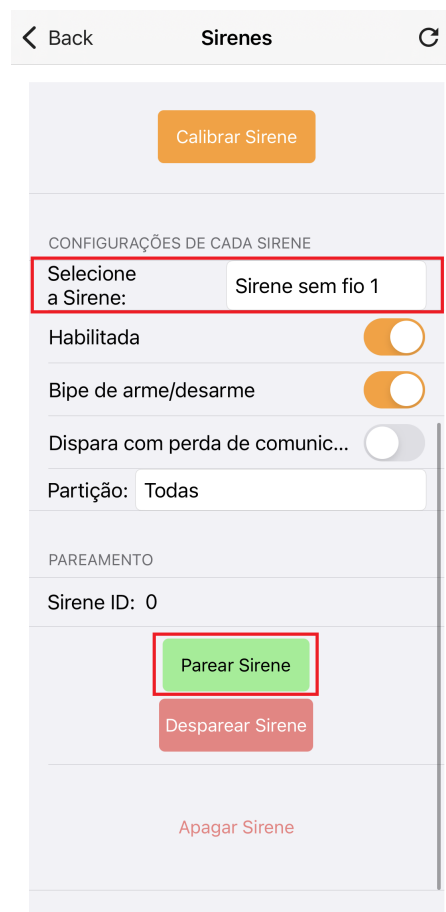 Back
Sirenes
Calibrar Sirene
CONFIGURAÇÕES DE CADA SIRENE
Selecione
a Sirene:
Sirene sem fio 1
Habilitada
Bipe de arme/desarme
Dispara com perda de comunic...
Partição: Todas
PAREAMENTO
Sirene ID: 0
Parear Sirene
Desparear Sirene
Apagar Sirene